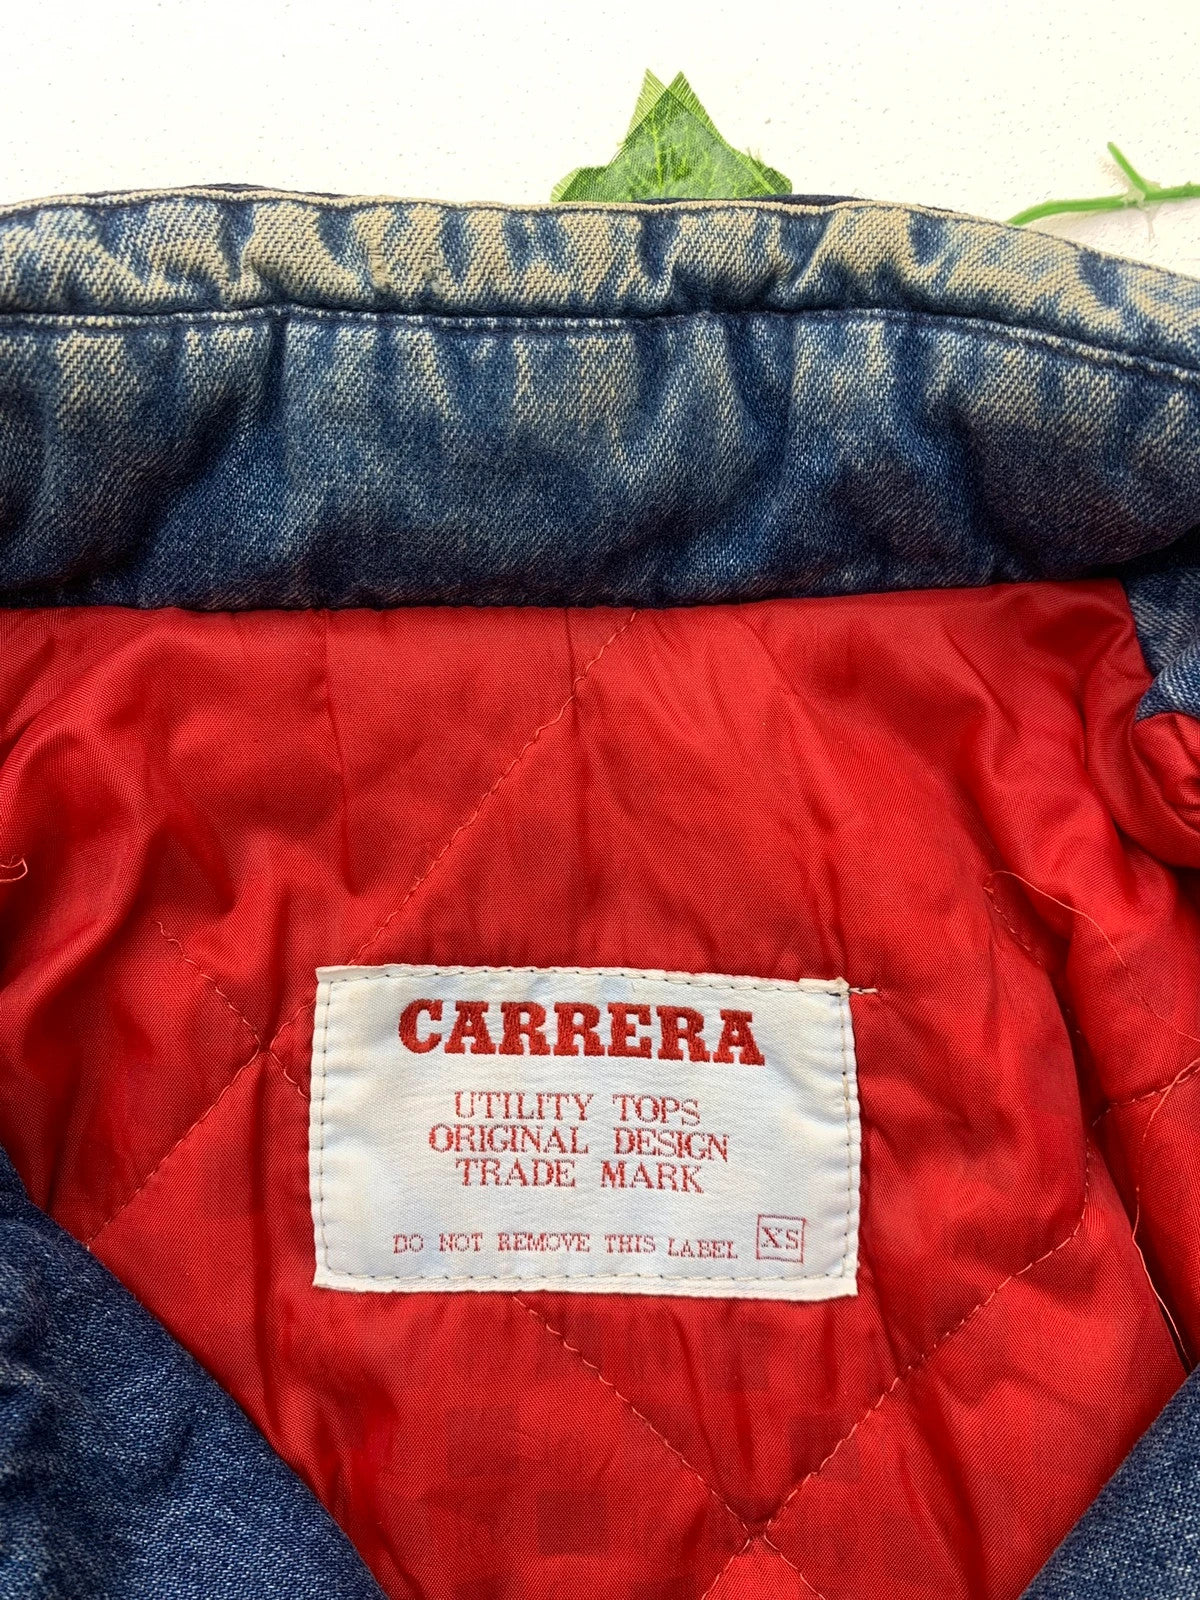 CARRERA
UTILITY TOPS
ORIGINAL DESIGN
TRADE MARK
DO NOT REMOVE THIS LABEL XS